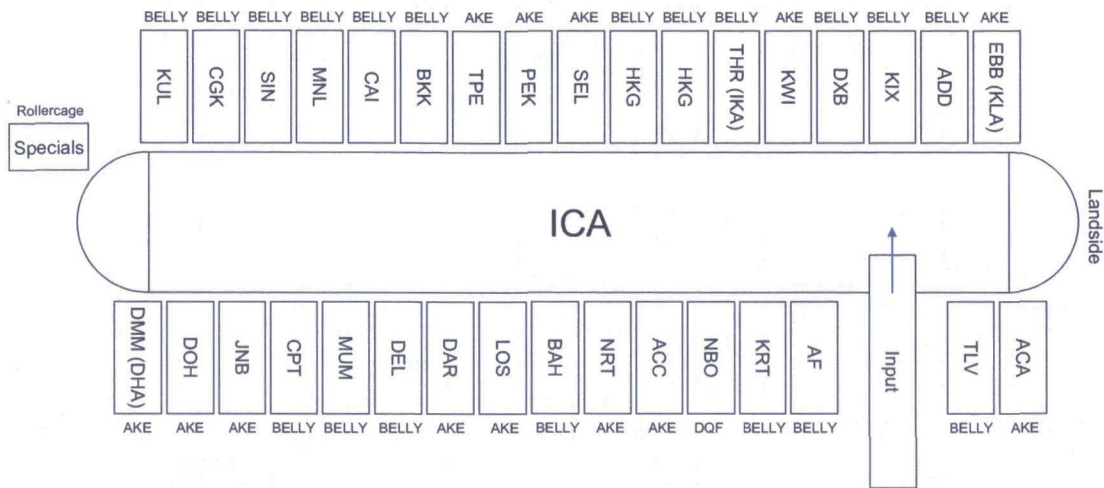 BELLY BELLY BELLY BELLY BELLY BELLY AKE AKE AKE BELLY BELLY BELLY AKE BELLY BELLY BELLY AKE
KUL CGK SIN MNL CAI BKK TPE PEK SEL HKG HKG THR (IKA) KWI DXB KIX ADD EBB (KLA)
Rollercage
Specials
ICA
Landside
DMM (DHA) DOH JNB CPT MUM DEL DAR LOS BAH NRT ACC NBO KRT AF Input TLV ACA
AKE AKE AKE BELLY BELLY BELLY AKE AKE BELLY AKE AKE DQF BELLY BELLY BELLY AKE